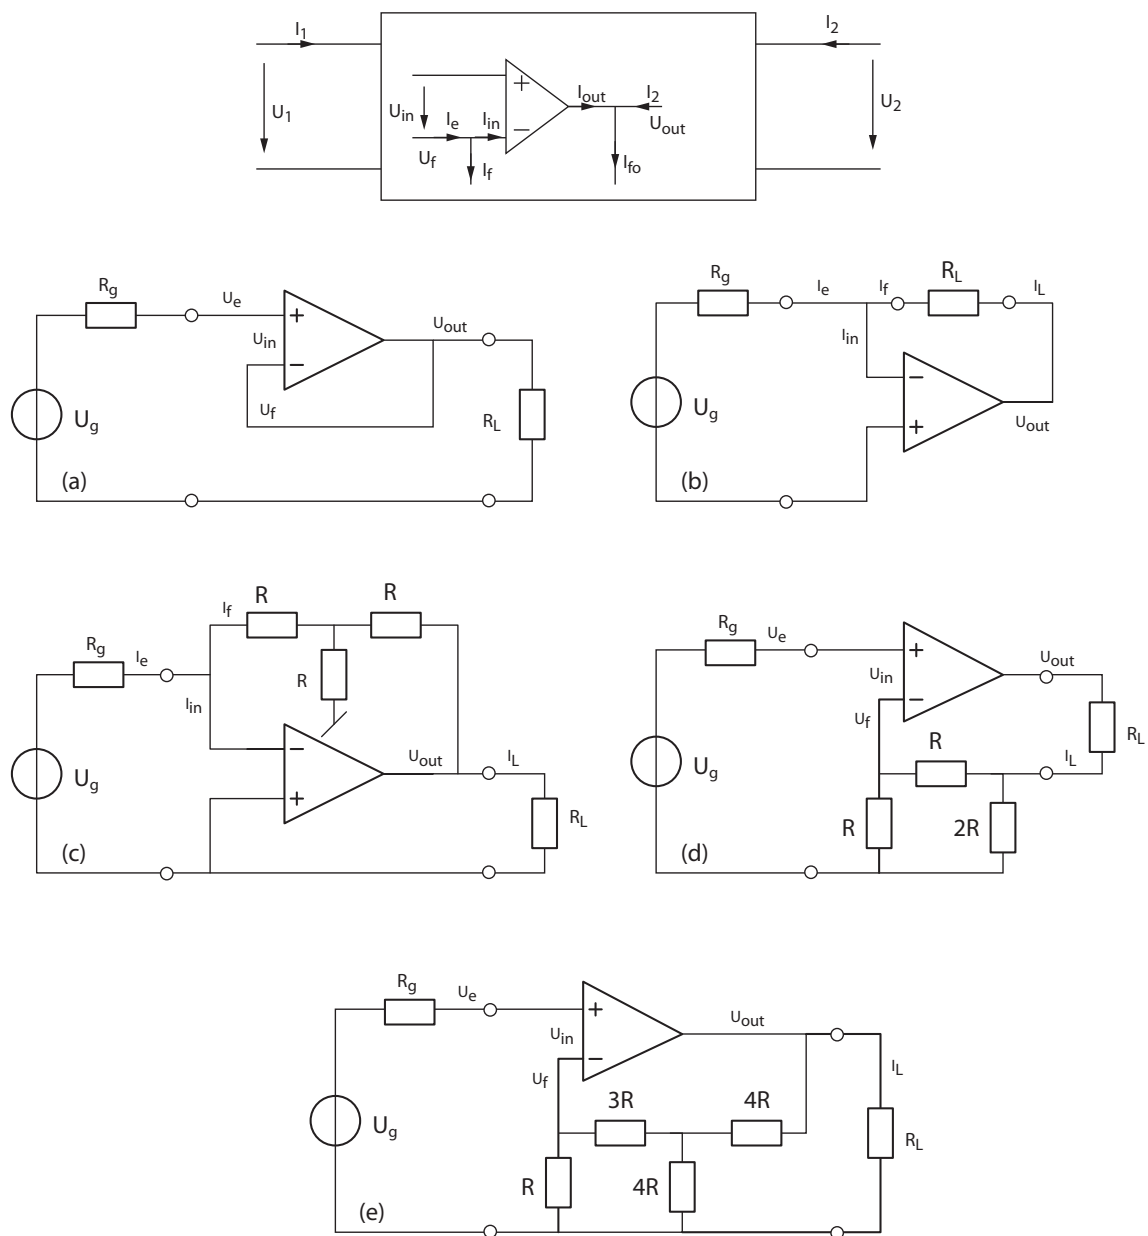 I1 I2
U1 Uin Ie Iin + − Iout I2 Uout U2
Uf If Ifo
Rg Ue Uin + − Uout
Uf Ug RL
(a)
Rg Ie If RL IL
Iin − +
Ug Uout
(b)
If R R
Rg Ie R
Iin − + Uout IL
Ug RL
(c)
Rg Ue Uin + − Uout
Uf R IL RL
Ug R 2R
(d)
Rg Ue Uin + − Uout
Uf IL
3R 4R
Ug RL
R 4R
(e)